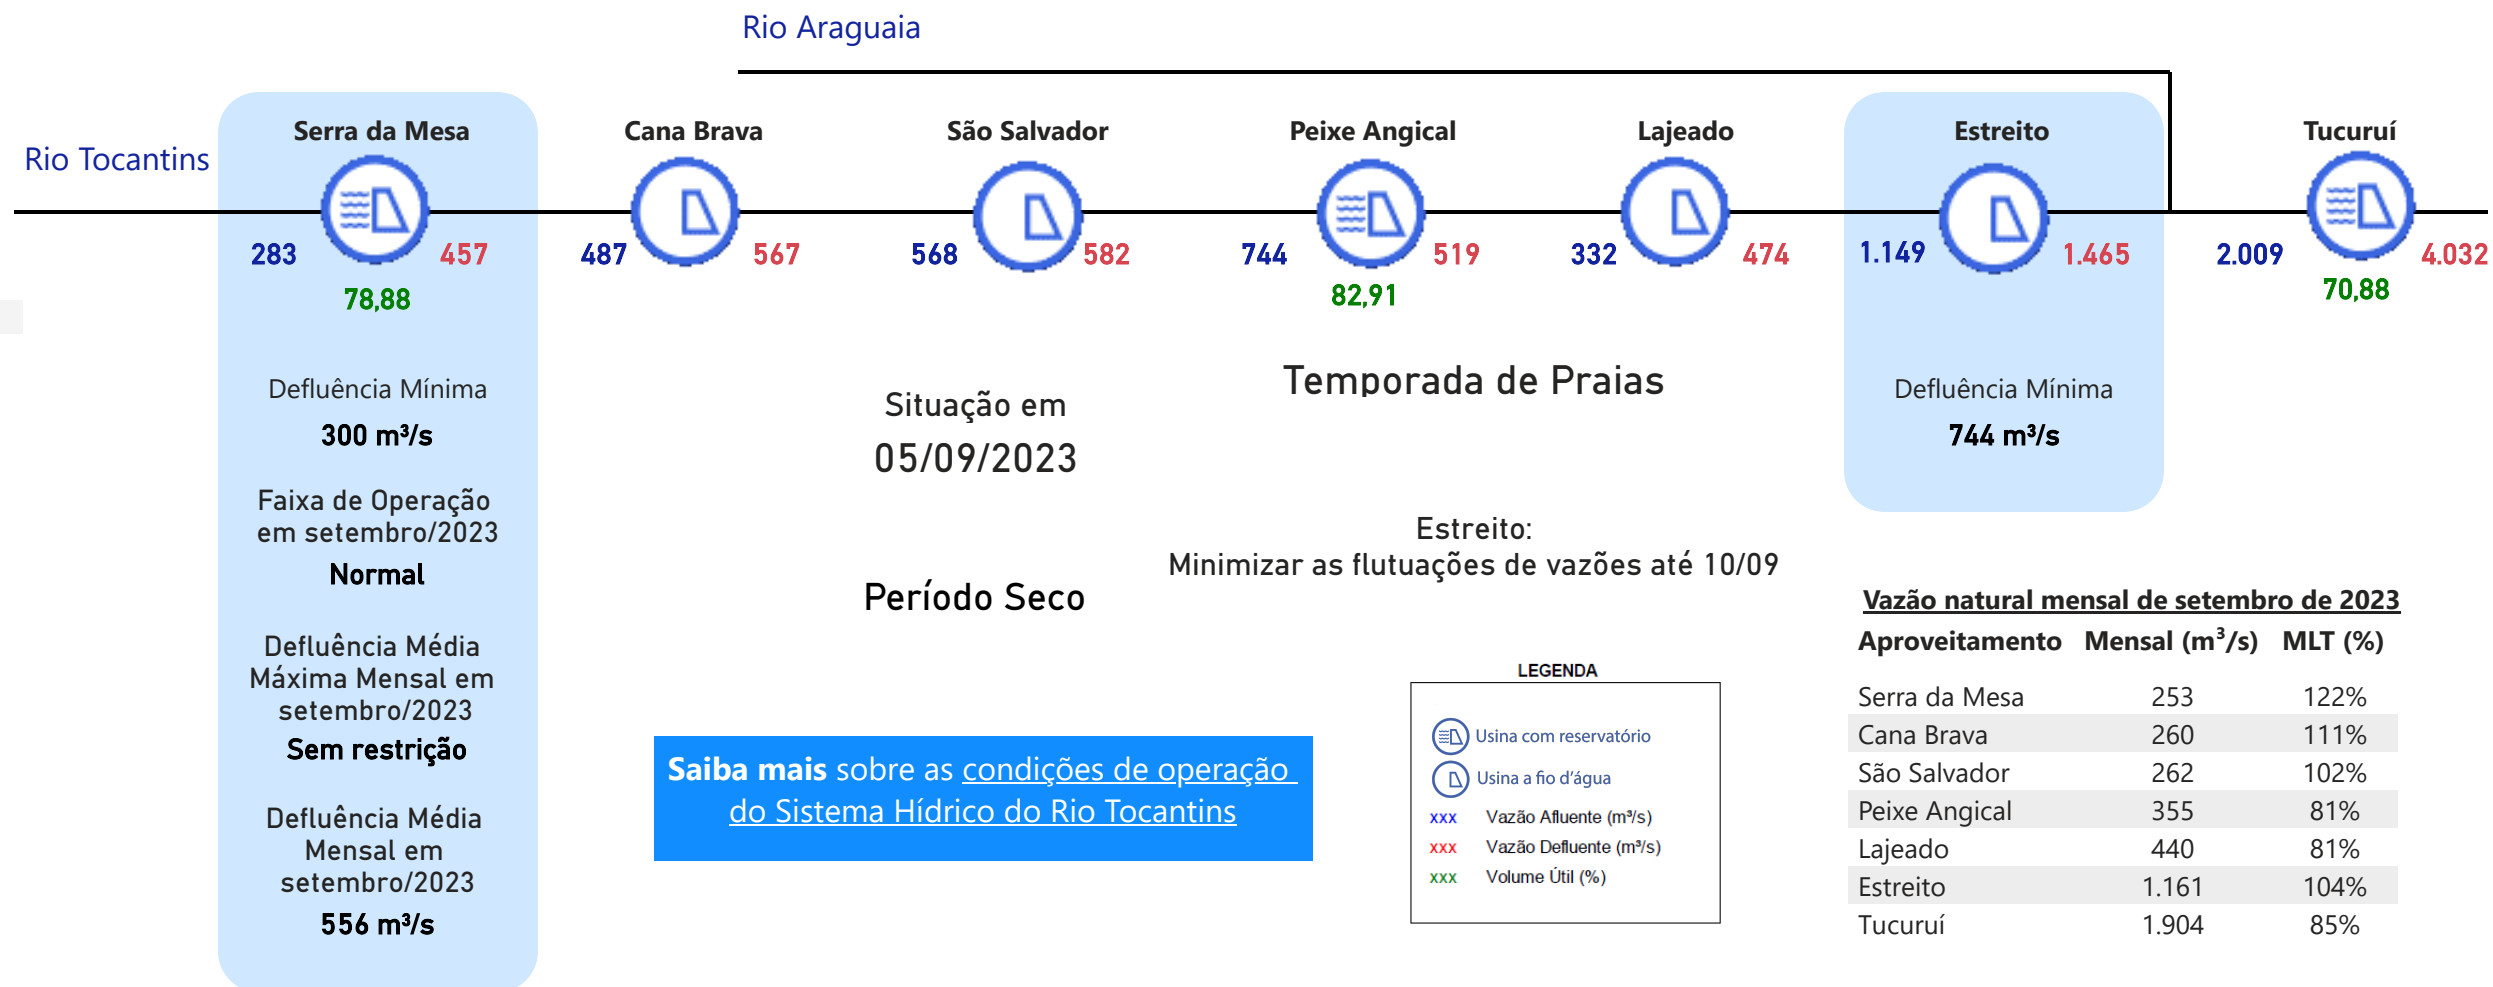 Rio Araguaia
Rio Tocantins
Serra da Mesa
283
457
78,88
Cana Brava
487
567
São Salvador
568
582
Peixe Angical
744
519
82,91
Lajeado
332
474
Estreito
1.149
1.465
Tucuruí
2.009
4.032
70,88
Defluência Mínima
300 m³/s
Faixa de Operação
em setembro/2023
Normal
Defluência Média
Máxima Mensal em
setembro/2023
Sem restrição
Defluência Média
Mensal em
setembro/2023
556 m³/s
Situação em
05/09/2023
Período Seco
Temporada de Praias
Estreito:
Minimizar as flutuações de vazões até 10/09
Defluência Mínima
744 m³/s
Saiba mais sobre as condições de operação
do Sistema Hídrico do Rio Tocantins
LEGENDA
Usina com reservatório
Usina a fio d'água
xxx Vazão Afluente (m³/s)
xxx Vazão Defluente (m³/s)
xxx Volume Útil (%)
Vazão natural mensal de setembro de 2023
Aproveitamento Mensal (m³/s) MLT (%)
Serra da Mesa 253 122%
Cana Brava 260 111%
São Salvador 262 102%
Peixe Angical 355 81%
Lajeado 440 81%
Estreito 1.161 104%
Tucuruí 1.904 85%